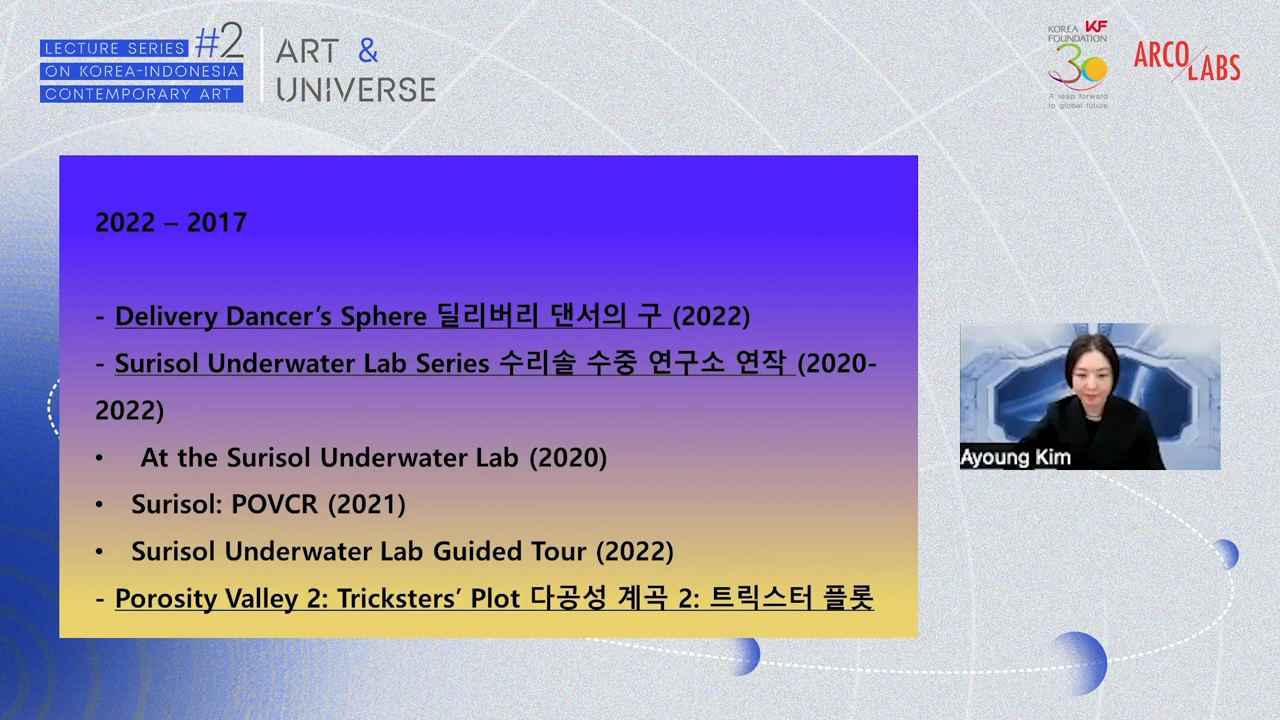 LECTURE SERIES #2
ON KOREA-INDONESIA
CONTEMPORARY ART
ART &
UNIVERSE
KOREA KF
FOUNDATION
30
A leap forward
to global future
ARCO
LABS
2022 – 2017
- Delivery Dancer’s Sphere 딜리버리 댄서의 구 (2022)
- Surisol Underwater Lab Series 수리솔 수중 연구소 연작 (2020-
2022)
• At the Surisol Underwater Lab (2020)
• Surisol: POVCR (2021)
• Surisol Underwater Lab Guided Tour (2022)
- Porosity Valley 2: Tricksters’ Plot 다공성 계곡 2: 트릭스터 플롯
Ayoung Kim